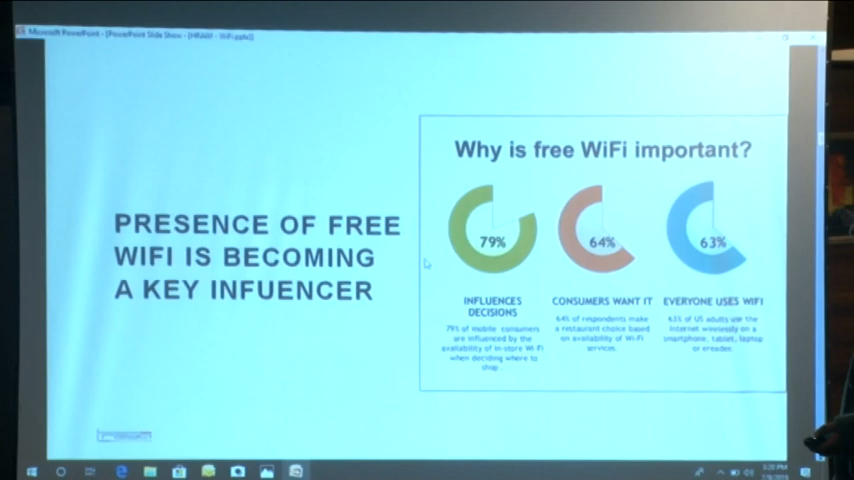 Microsoft PowerPoint - [PowerPoint Slide Show - [HRAWI - WiFi.pptx]]
Why is free WiFi important?
PRESENCE OF FREE
WIFI IS BECOMING
A KEY INFUENCER
79%
64%
63%
INFLUENCES
DECISIONS
79% of mobile consumers
are influenced by the
availability of in-store Wi-Fi
when deciding where to
shop.
CONSUMERS WANT IT
64% of respondents make
a restaurant choice based
on availability of Wi-Fi
services.
EVERYONE USES WIFI
63% of US adults use the
internet wirelessly on a
smartphone, tablet, laptop
or ereader.